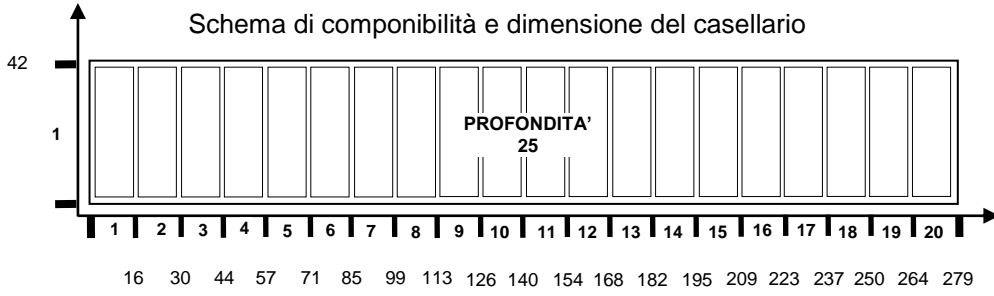 Schema di componibilità e dimensione del casellario
42
1
PROFONDITA'
25
1 2 3 4 5 6 7 8 9 10 11 12 13 14 15 16 17 18 19 20
16 30 44 57 71 85 99 113 126 140 154 168 182 195 209 223 237 250 264 279